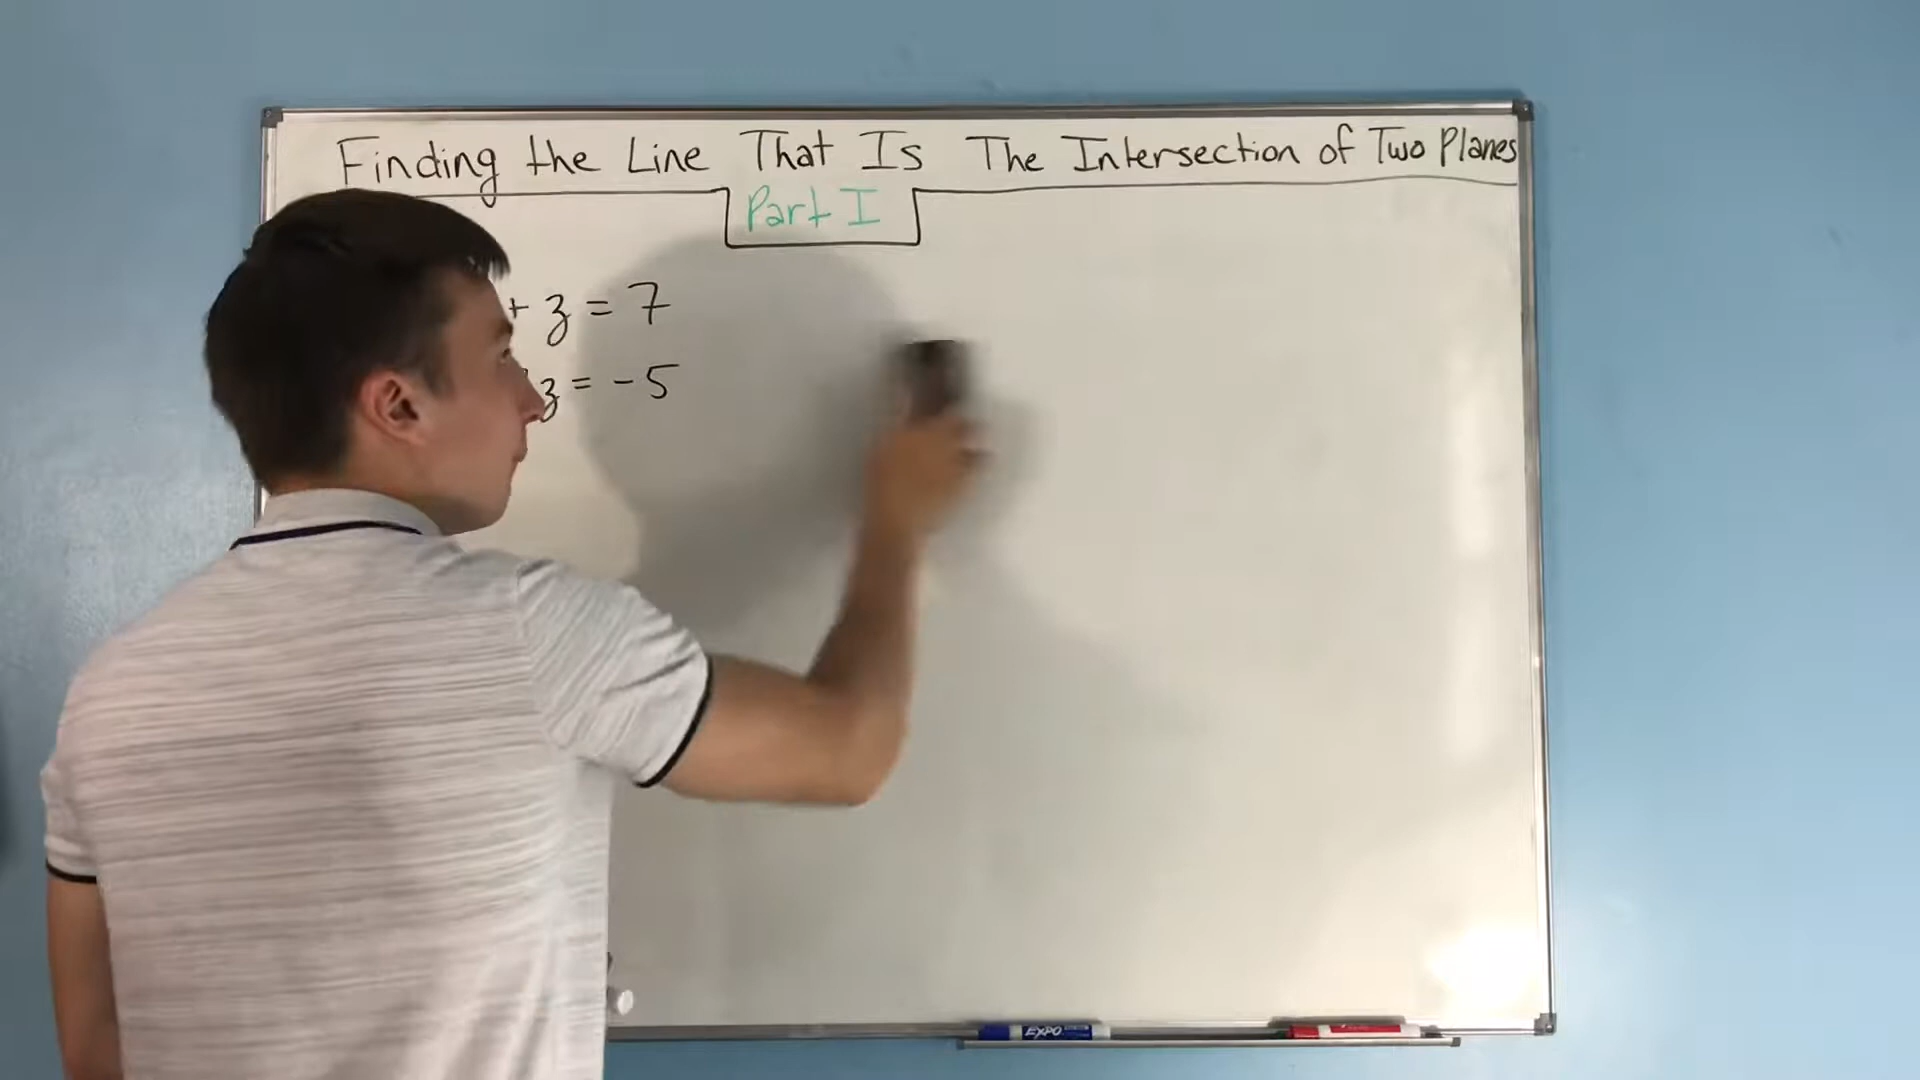 Finding the Line That Is The Intersection of Two Planes
Part I
+ z = 7
z = -5
EXPO